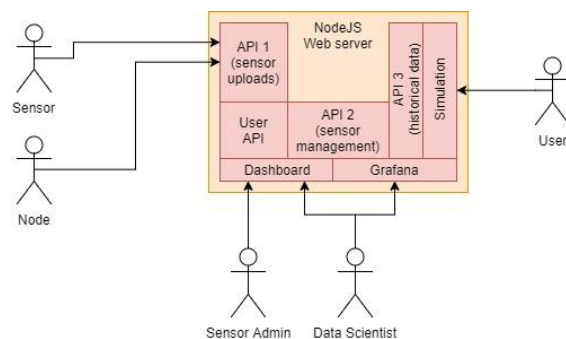 NodeJS
Web server
API 1
(sensor
uploads)
API 3
(historical data)
Simulation
User
API
API 2
(sensor
management)
Dashboard
Grafana
Sensor
Node
User
Sensor Admin
Data Scientist